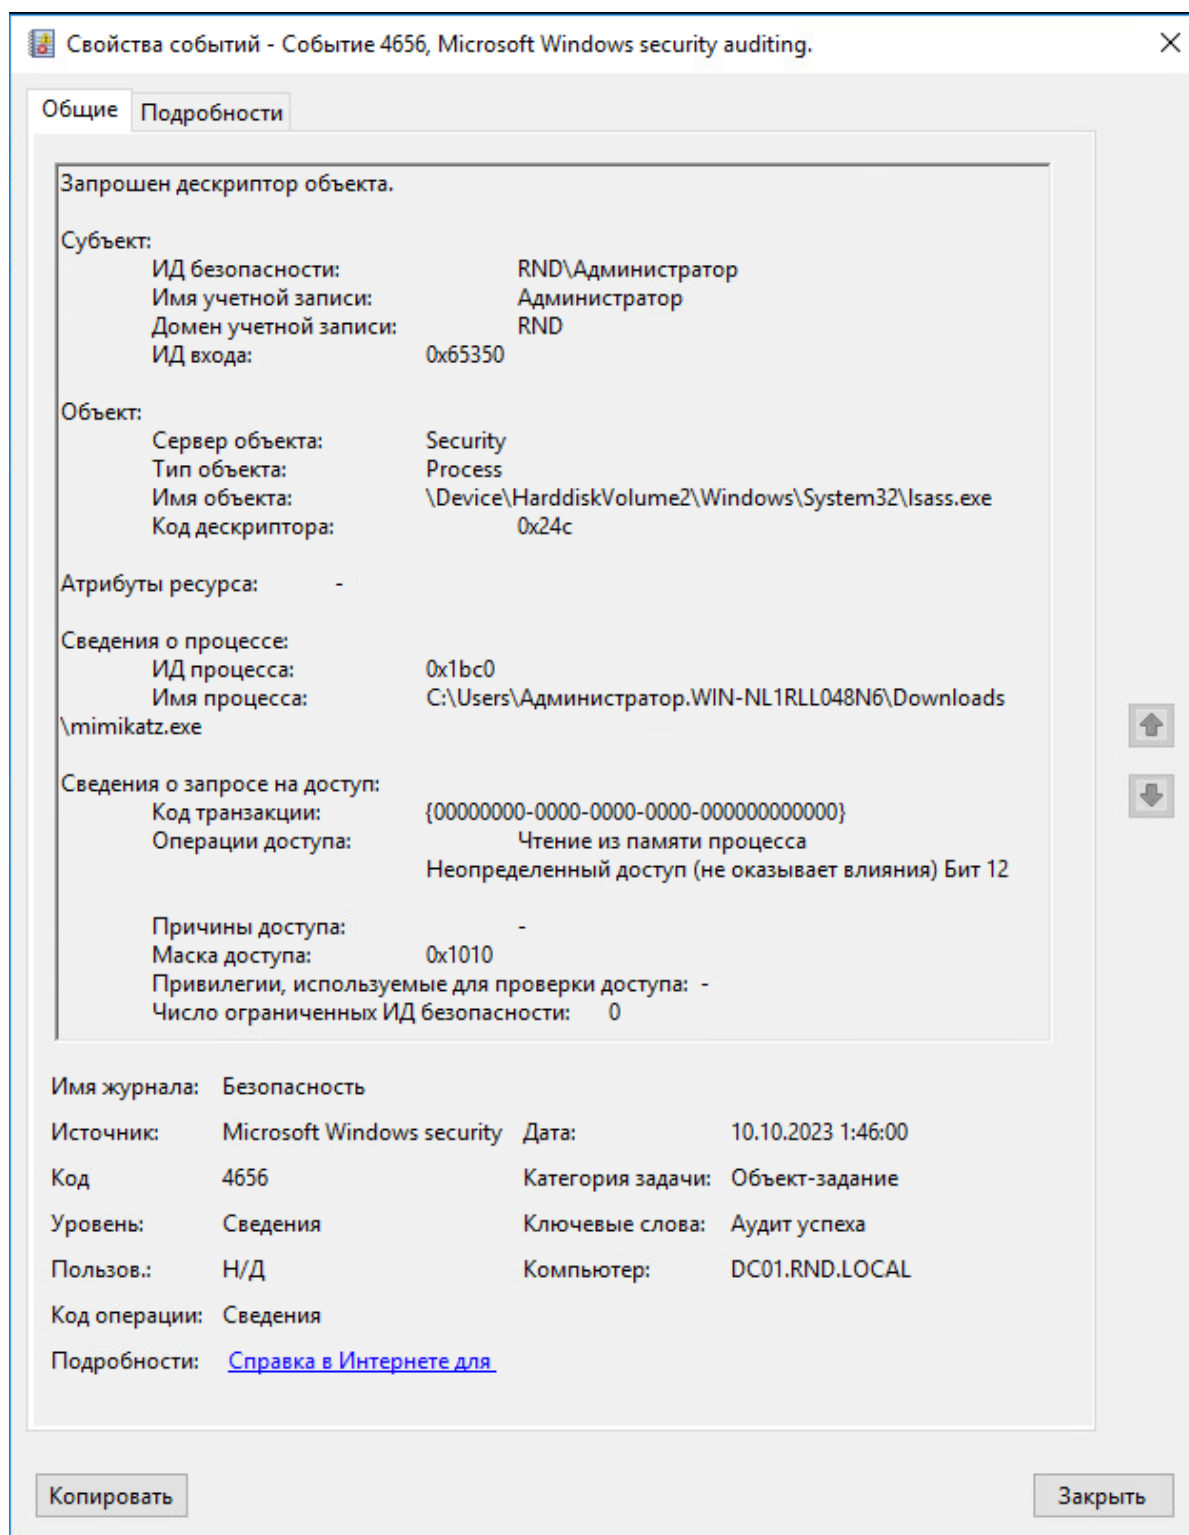 Свойства событий - Событие 4656, Microsoft Windows security auditing.
Общие Подробности
Запрошен дескриптор объекта.
Субъект:
ИД безопасности: RND\Администратор
Имя учетной записи: Администратор
Домен учетной записи: RND
ИД входа: 0x65350
Объект:
Сервер объекта: Security
Тип объекта: Process
Имя объекта: \Device\HarddiskVolume2\Windows\System32\lsass.exe
Код дескриптора: 0x24c
Атрибуты ресурса: -
Сведения о процессе:
ИД процесса: 0x1bc0
Имя процесса: C:\Users\Администратор.WIN-NL1RLL048N6\Downloads
\mimikatz.exe
Сведения о запросе на доступ:
Код транзакции: {00000000-0000-0000-0000-000000000000}
Операции доступа: Чтение из памяти процесса
Неопределенный доступ (не оказывает влияния) Бит 12
Причины доступа: -
Маска доступа: 0x1010
Привилегии, используемые для проверки доступа: -
Число ограниченных ИД безопасности: 0
Имя журнала: Безопасность
Источник: Microsoft Windows security Дата: 10.10.2023 1:46:00
Код 4656 Категория задачи: Объект-задание
Уровень: Сведения Ключевые слова: Аудит успеха
Пользов.: Н/Д Компьютер: DC01.RND.LOCAL
Код операции: Сведения
Подробности: Справка в Интернете для
Копировать Закрыть